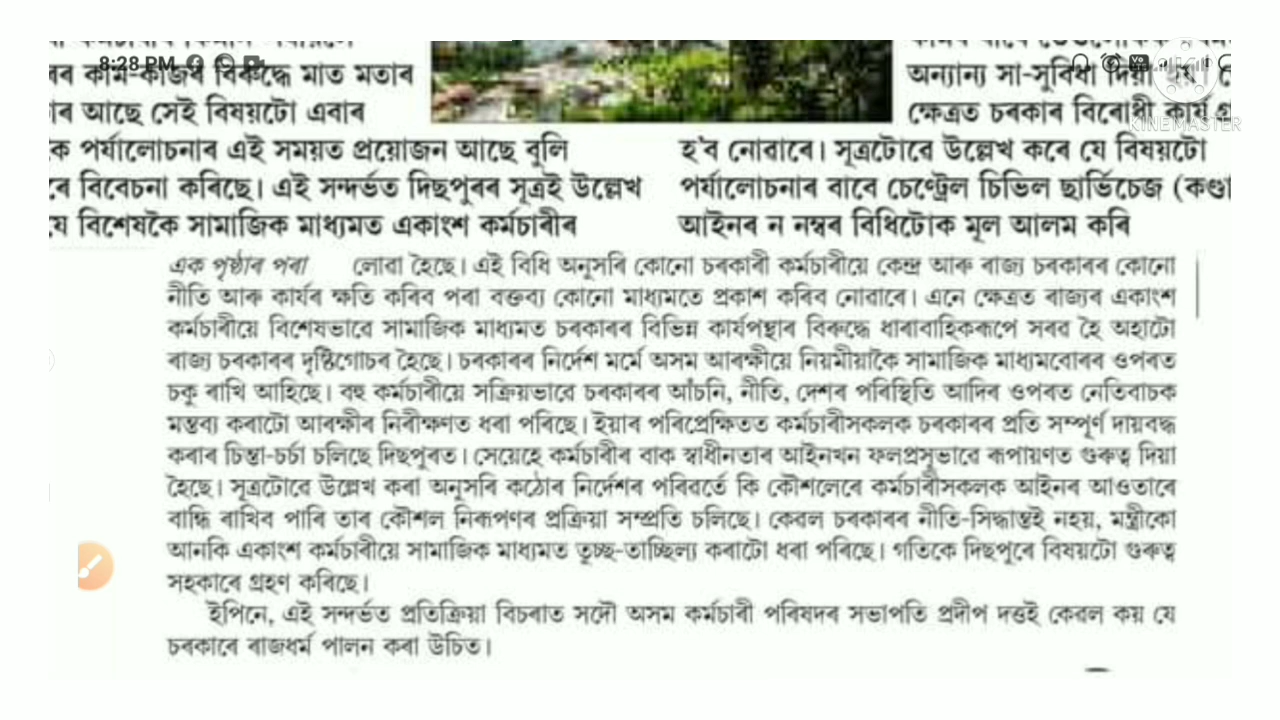 8:28 PM
ৰৰ কাম-কাজৰ বিৰুদ্ধে মাত মতাৰ
ৰ আছে সেই বিষয়টো এবাৰ
ক পৰ্যালোচনাৰ এই সময়ত প্ৰয়োজন আছে বুলি
ৰে বিবেচনা কৰিছে। এই সন্দৰ্ভত দিছপুৰৰ সূত্ৰই উল্লেখ
যে বিশেষকৈ সামাজিক মাধ্যমত একাংশ কৰ্মচাৰীৰ
অন্যান্য সা-সুবিধা দিয়া হয়।
ক্ষেত্ৰত চৰকাৰ বিৰোধী কাৰ্য
KINEMASTER
হ'ব নোৱাৰে। সূত্ৰটোৱে উল্লেখ কৰে যে বিষয়টো
পৰ্যালোচনাৰ বাবে চেণ্ট্ৰেল চিভিল ছাৰ্ভিচেজ (কণ্ডা
আইনৰ ন নম্বৰ বিধিটোক মূল আলম কৰি
এক পৃষ্ঠাৰ পৰা লোৱা হৈছে। এই বিধি অনুসৰি কোনো চৰকাৰী কৰ্মচাৰীয়ে কেন্দ্ৰ আৰু ৰাজ্য চৰকাৰৰ কোনো
নীতি আৰু কাৰ্যৰ ক্ষতি কৰিব পৰা বক্তব্য কোনো মাধ্যমতে প্ৰকাশ কৰিব নোৱাৰে। এনে ক্ষেত্ৰত ৰাজ্যৰ একাংশ
কৰ্মচাৰীয়ে বিশেষভাৱে সামাজিক মাধ্যমত চৰকাৰৰ বিভিন্ন কাৰ্যপন্থাৰ বিৰুদ্ধে ধাৰাবাহিকৰূপে সৰৱ হৈ অহাটো
ৰাজ্য চৰকাৰৰ দৃষ্টিগোচৰ হৈছে। চৰকাৰৰ নিৰ্দেশ মৰ্মে অসম আৰক্ষীয়ে নিয়মীয়াকৈ সামাজিক মাধ্যমবোৰৰ ওপৰত
চকু ৰাখি আহিছে। বহু কৰ্মচাৰীয়ে সক্ৰিয়ভাৱে চৰকাৰৰ আঁচনি, নীতি, দেশৰ পৰিস্থিতি আদিৰ ওপৰত নেতিবাচক
মন্তব্য কৰাটো আৰক্ষীৰ নিৰীক্ষণত ধৰা পৰিছে। ইয়াৰ পৰিপ্ৰেক্ষিতত কৰ্মচাৰীসকলক চৰকাৰৰ প্ৰতি সম্পূৰ্ণ দায়বদ্ধ
কৰাৰ চিন্তা-চৰ্চা চলিছে দিছপুৰত। সেয়েহে কৰ্মচাৰীৰ বাক স্বাধীনতাৰ আইনখন ফলপ্ৰসূভাৱে ৰূপায়ণত গুৰুত্ব দিয়া
হৈছে। সূত্ৰটোৱে উল্লেখ কৰা অনুসৰি কঠোৰ নিৰ্দেশৰ পৰিৱৰ্তে কি কৌশলেৰে কৰ্মচাৰীসকলক আইনৰ আওতাৰে
বান্ধি ৰাখিব পাৰি তাৰ কৌশল নিৰূপণৰ প্ৰক্ৰিয়া সম্প্ৰতি চলিছে। কেৱল চৰকাৰৰ নীতি-সিদ্ধান্তই নহয়, মন্ত্ৰীকো
আনকি একাংশ কৰ্মচাৰীয়ে সামাজিক মাধ্যমত তুচ্ছ-তাচ্ছিল্য কৰাটো ধৰা পৰিছে। গতিকে দিছপুৰে বিষয়টো গুৰুত্ব
সহকাৰে গ্ৰহণ কৰিছে।
ইপিনে, এই সন্দৰ্ভত প্ৰতিক্ৰিয়া বিচৰাত সদৌ অসম কৰ্মচাৰী পৰিষদৰ সভাপতি প্ৰদীপ দত্তই কেৱল কয় যে
চৰকাৰে ৰাজধৰ্ম পালন কৰা উচিত।